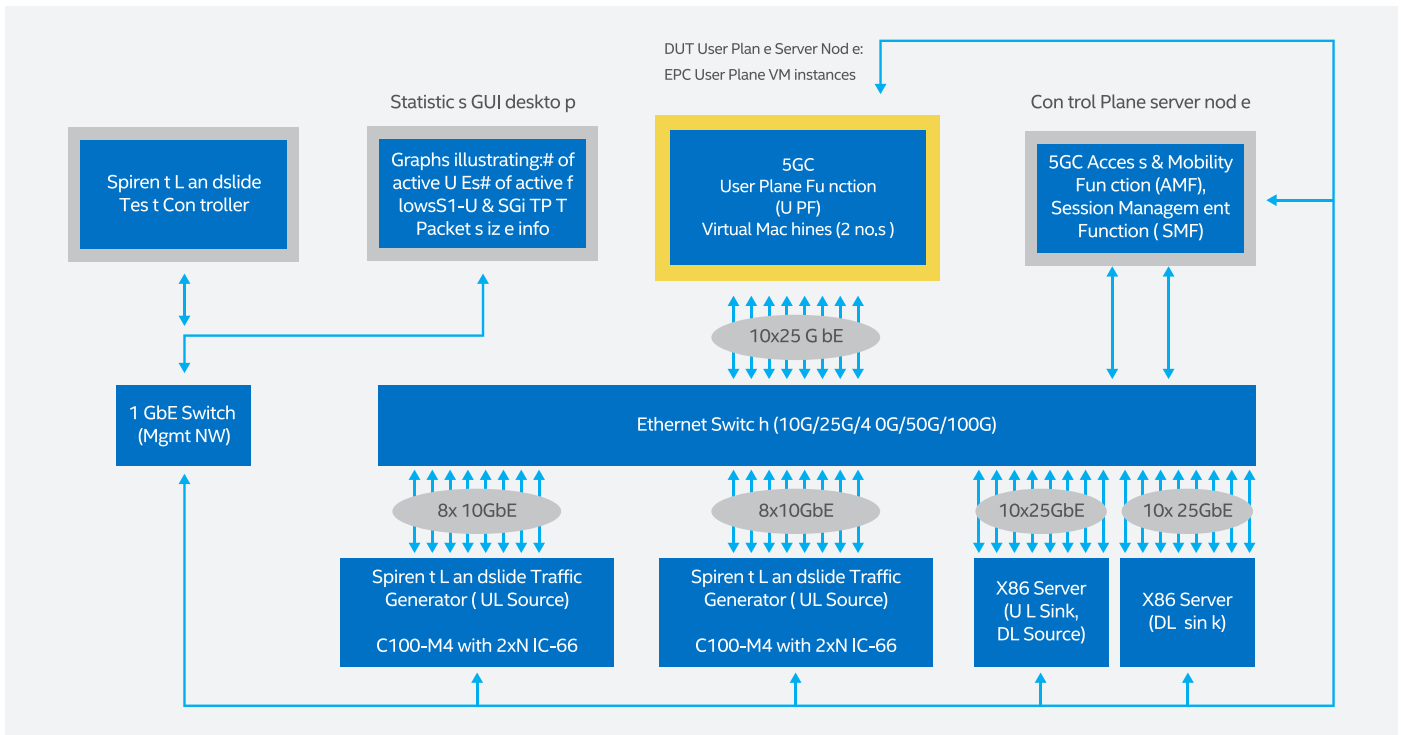 DUT User Plan e Server Nod e:
EPC User Plane VM instances
Statistic s GUI deskto p
Con trol Plane server nod e
Spiren t L an dslide
Tes t Con troller
Graphs illustrating:# of
active U Es# of active f
lowsS1-U & SGi TP T
Packet s iz e info
5GC
User Plane Fu nction
(U PF)
Virtual Mac hines (2 no.s )
5GC Acces s & Mobility
Fun ction (AMF),
Session Managem ent
Function ( SMF)
10x25 G bE
1 GbE Switch
(Mgmt NW)
Ethernet Switc h (10G/25G/4 0G/50G/100G)
8x 10GbE
8x10GbE
10x25GbE
10x 25GbE
Spiren t L an dslide Traffic
Generator ( UL Source)
C100-M4 with 2xN IC-66
Spiren t L an dslide Traffic
Generator ( UL Source)
C100-M4 with 2xN IC-66
X86 Server
(U L Sink,
DL Source)
X86 Server
(DL sin k)